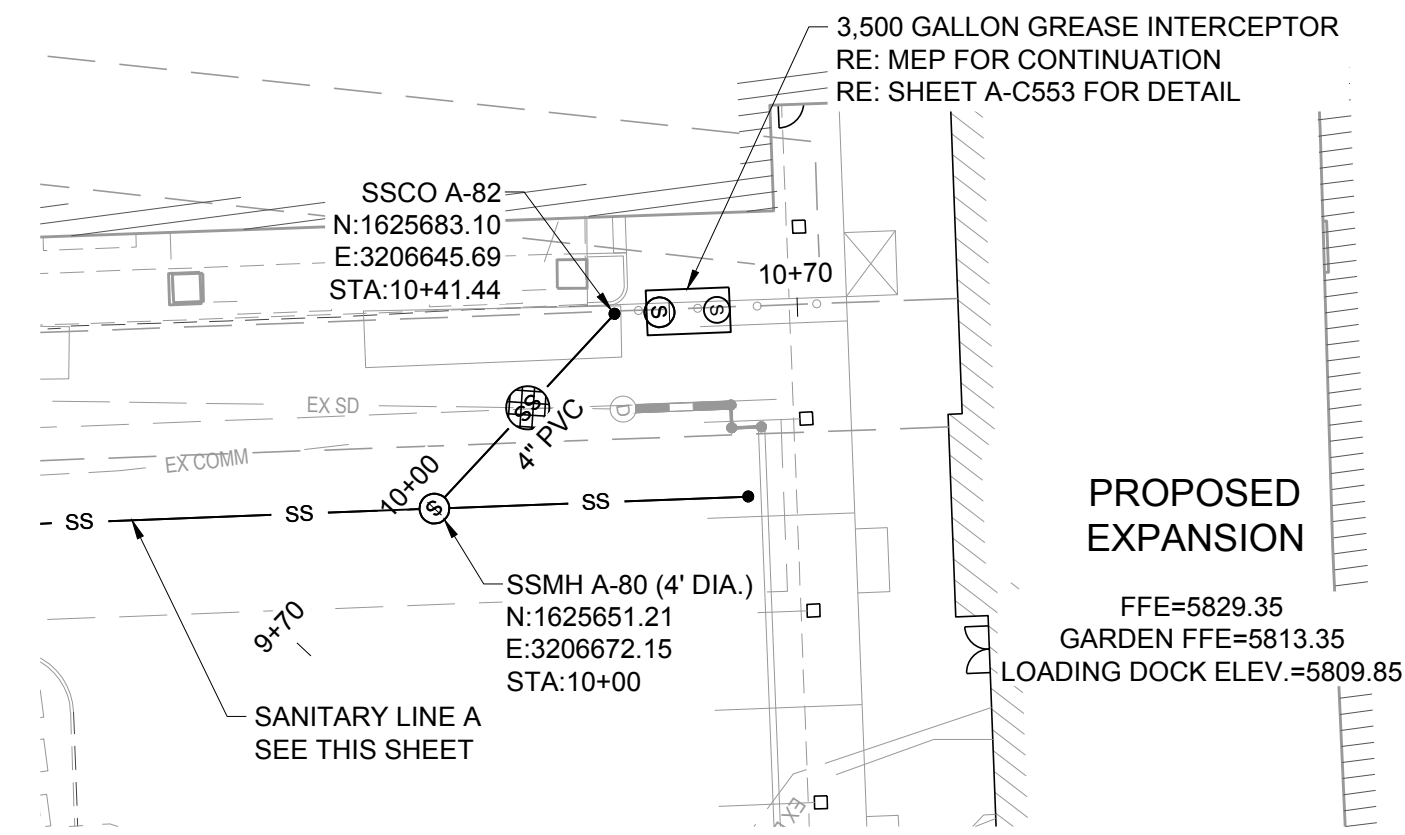 3,500 GALLON GREASE INTERCEPTOR
RE: MEP FOR CONTINUATION
RE: SHEET A-C553 FOR DETAIL
SSCO A-82
N:1625683.10
E:3206645.69
STA:10+41.44
10+70
S
S
EX SD
SS
4" PVC
D
EX COMM
10+00
SS
SS
S
SS
PROPOSED
EXPANSION
FFE=5829.35
GARDEN FFE=5813.35
LOADING DOCK ELEV.=5809.85
SSMH A-80 (4' DIA.)
N:1625651.21
E:3206672.15
STA:10+00
9+70
SANITARY LINE A
SEE THIS SHEET